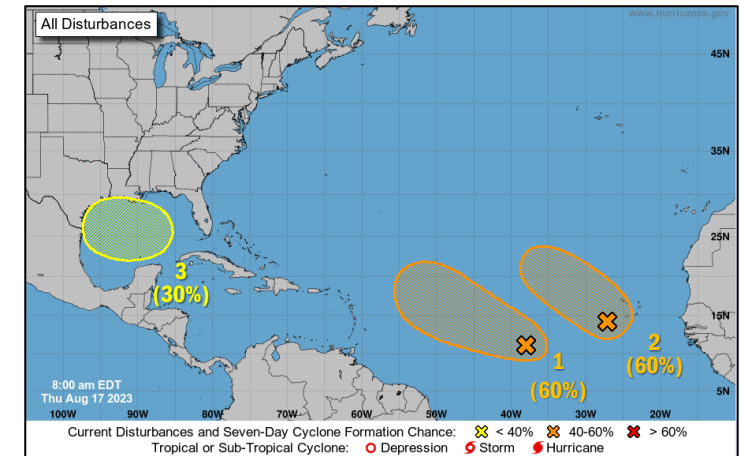 All Disturbances
www.hurricanes.gov
45N
35N
25N
15N
5N
3
(30%)
2
(60%)
1
(60%)
8:00 am EDT
Thu Aug 17 2023
100W 90W 80W 70W 60W 50W 40W 30W 20W
Current Disturbances and Seven-Day Cyclone Formation Chance: < 40% 40-60% > 60%
Tropical or Sub-Tropical Cyclone: Depression Storm Hurricane